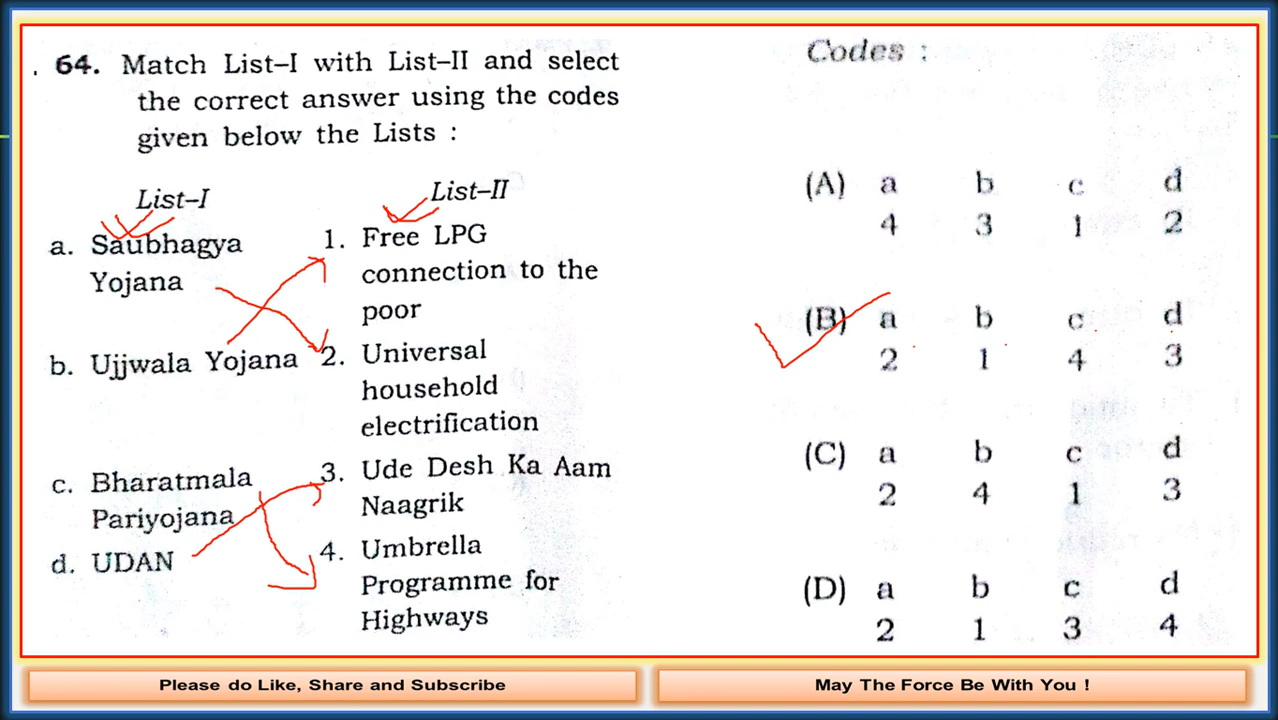 64. Match List–I with List–II and select
the correct answer using the codes
given below the Lists :
List–I
List–II
a. Saubhagya
Yojana
1. Free LPG
connection to the
poor
b. Ujjwala Yojana
2. Universal
household
electrification
c. Bharatmala
Pariyojana
3. Ude Desh Ka Aam
Naagrik
d. UDAN
4. Umbrella
Programme for
Highways
Codes :
(A) a b c d
4 3 1 2
(B) a b c d
2 1 4 3
(C) a b c d
2 4 1 3
(D) a b c d
2 1 3 4
Please do Like, Share and Subscribe
May The Force Be With You !